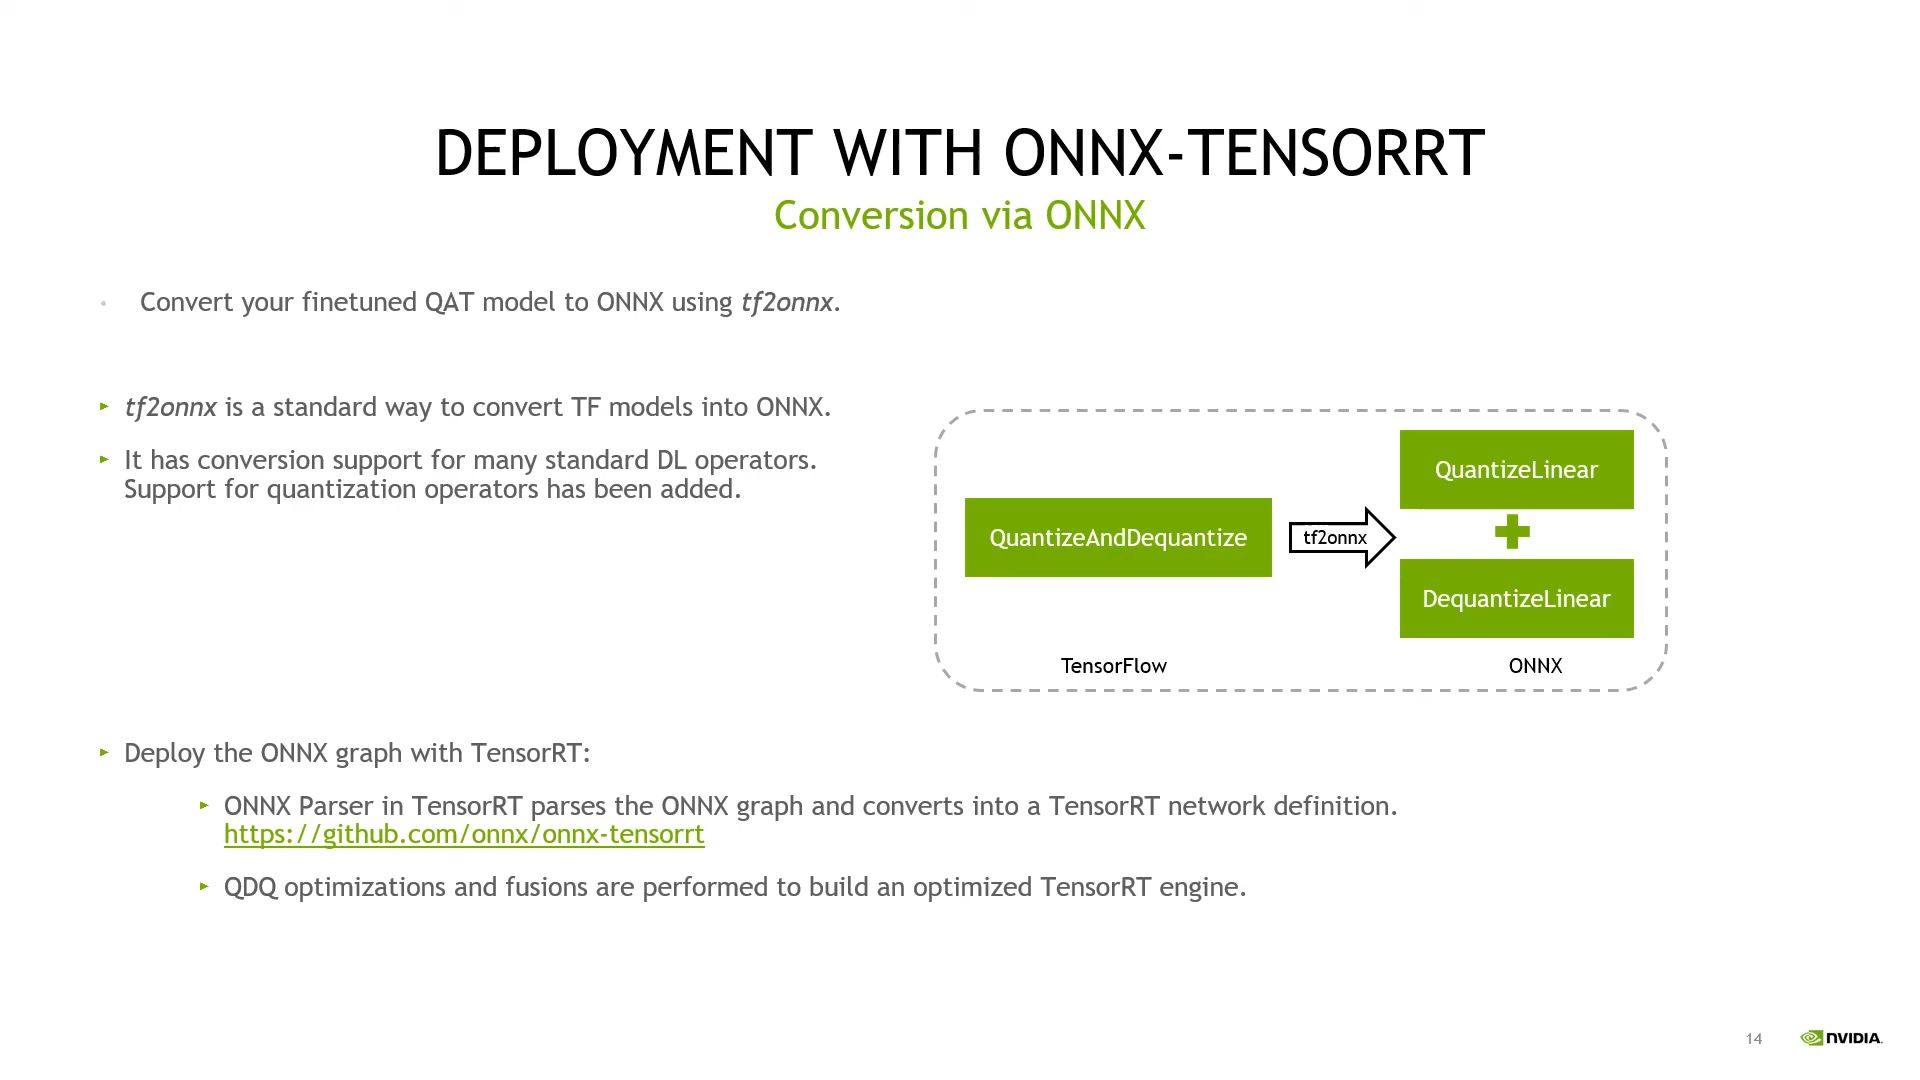 DEPLOYMENT WITH ONNX-TENSORRT
Conversion via ONNX
Convert your finetuned QAT model to ONNX using tf2onnx.
tf2onnx is a standard way to convert TF models into ONNX.
It has conversion support for many standard DL operators.
Support for quantization operators has been added.
QuantizeAndDequantize
tf2onnx
QuantizeLinear
DequantizeLinear
TensorFlow
ONNX
Deploy the ONNX graph with TensorRT:
ONNX Parser in TensorRT parses the ONNX graph and converts into a TensorRT network definition.
https://github.com/onnx/onnx-tensorrt
QDQ optimizations and fusions are performed to build an optimized TensorRT engine.
14
NVIDIA.